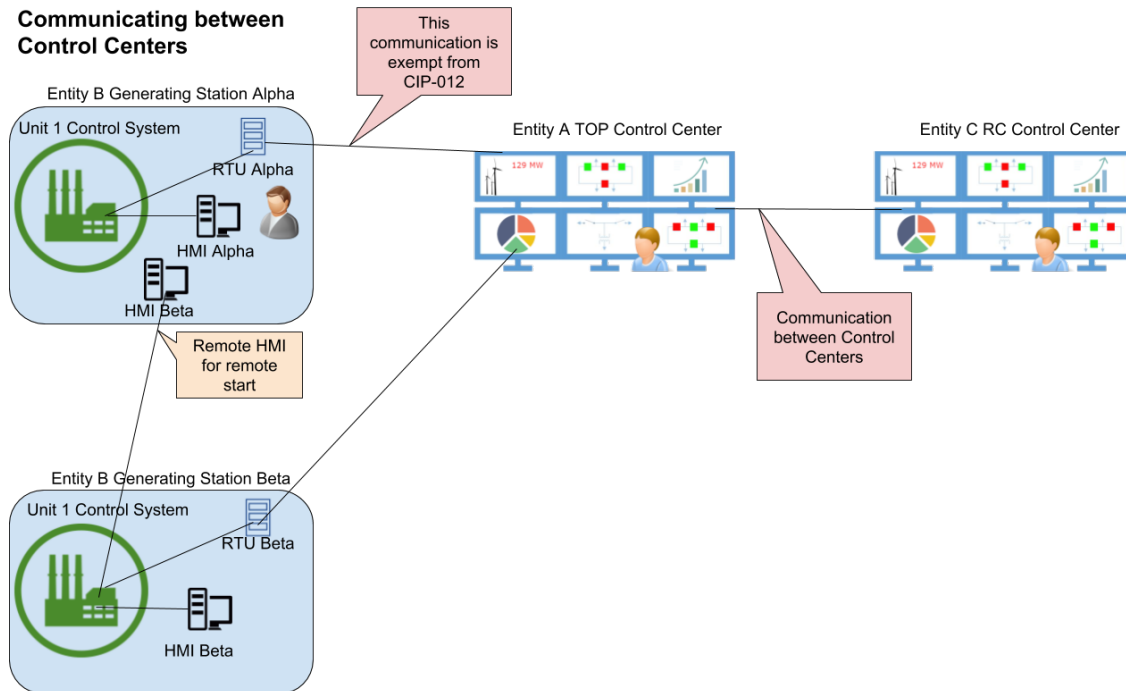 Communicating between
Control Centers
This
communication is
exempt from
CIP-012
Entity B Generating Station Alpha
Unit 1 Control System
RTU Alpha
HMI Alpha
HMI Beta
Remote HMI
for remote
start
Entity A TOP Control Center
129 MW
Entity C RC Control Center
129 MW
Communication
between Control
Centers
Entity B Generating Station Beta
Unit 1 Control System
RTU Beta
HMI Beta